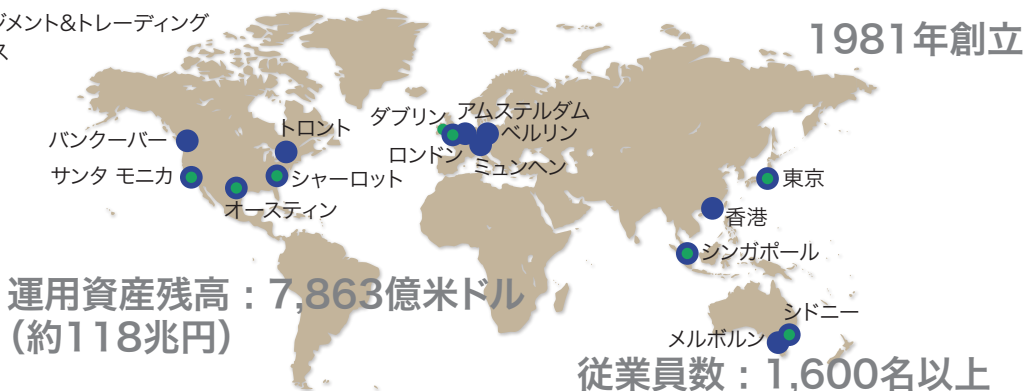 ジメント&トレーディング
ス
1981年創立
バンクーバー
トロント
サンタ モニカ
シャーロット
オースティン
ダブリン
アムステルダム
ベルリン
ロンドン
ミュンヘン
東京
香港
シンガポール
運用資産残高：7,863億米ドル
（約118兆円）
シドニー
メルボルン
従業員数：1,600名以上